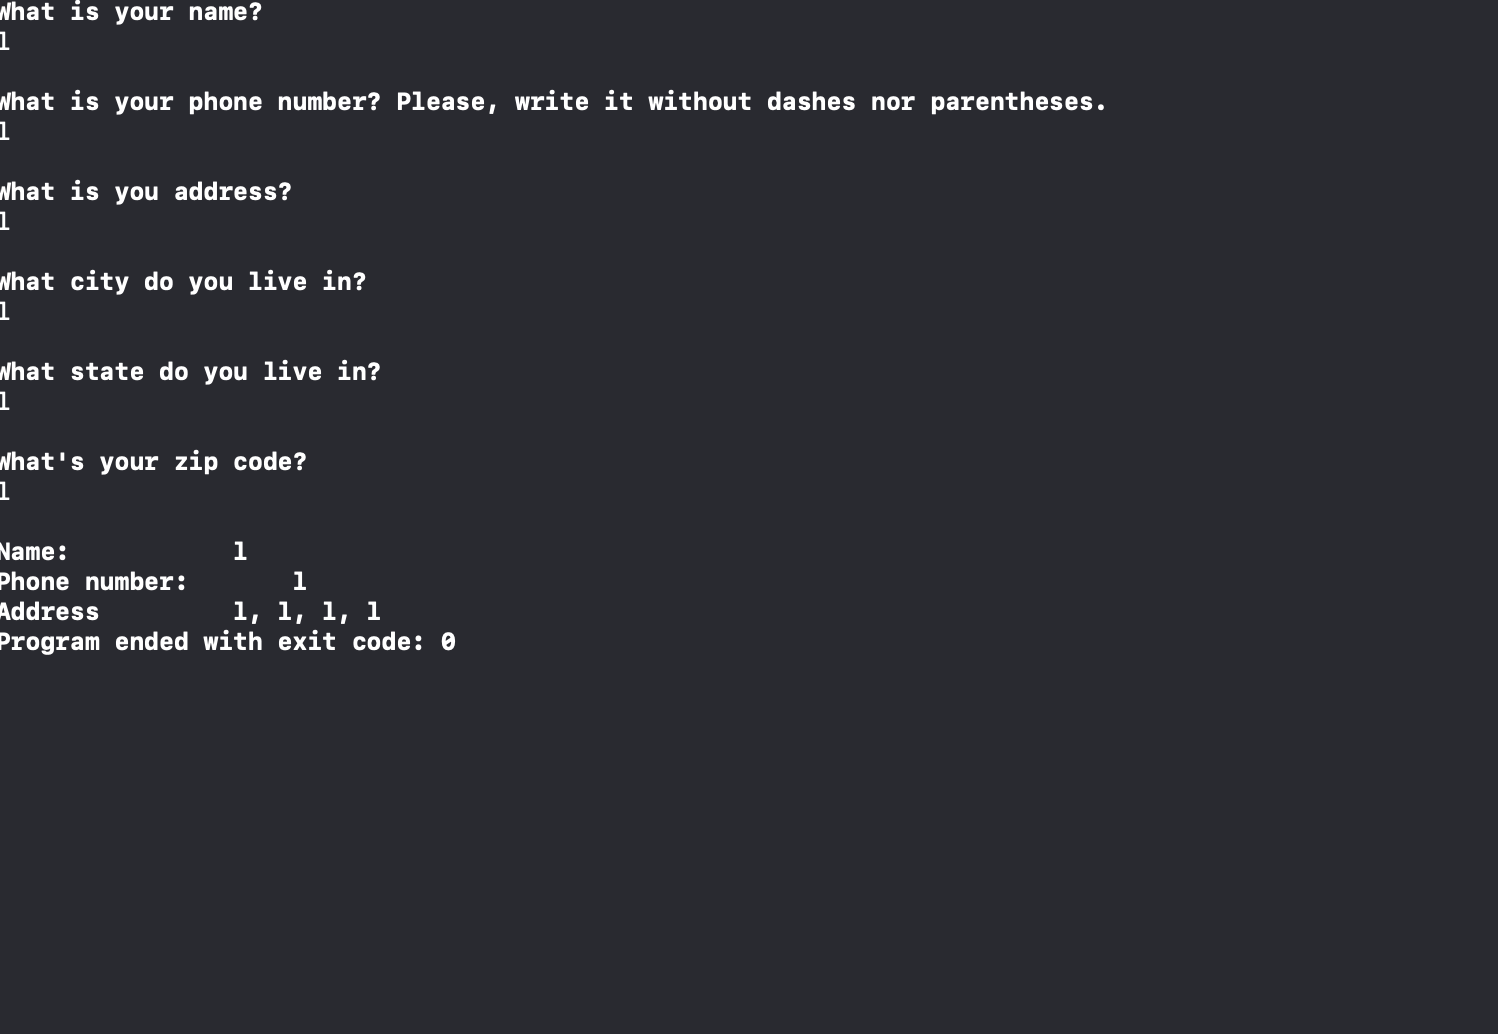 What is your name?
l
What is your phone number? Please, write it without dashes nor parentheses.
l
What is you address?
l
What city do you live in?
l
What state do you live in?
l
What's your zip code?
l
Name: l
Phone number: l
Address l, l, l, l
Program ended with exit code: 0